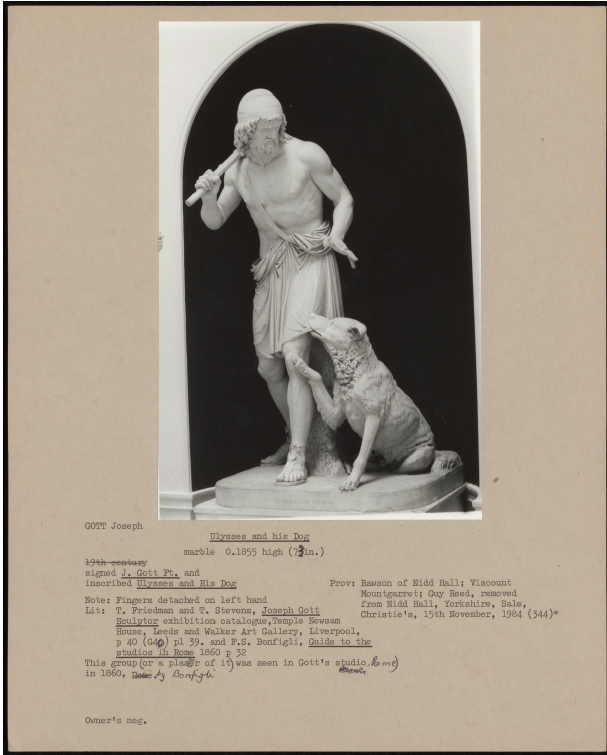 GOTT Joseph
Ulysses and his Dog
marble 0.1855 high (73in.)
19th century
signed J. Gott Ft. and
inscribed Ulysses and His Dog
Note: Fingers detached on left hand
Lit: T. Friedman and T. Stevens, Joseph Gott
Sculptor exhibition catalogue,Temple Newsam
House, Leeds and Walker Art Gallery, Liverpool,
p 40 (G40) pl 39. and F.S. Bonfigli, Guide to the
studios in Rome 1860 p 32
Prov: Rawson of Nidd Hall; Viscount
Mountgarret; Guy Reed, removed
from Nidd Hall, Yorkshire, Sale,
Christie's, 15th November, 1984 (344)*
This group (or a plaster of it) was seen in Gott's studio, Rome)
in 1860, by Bonfigli
Owner's neg.